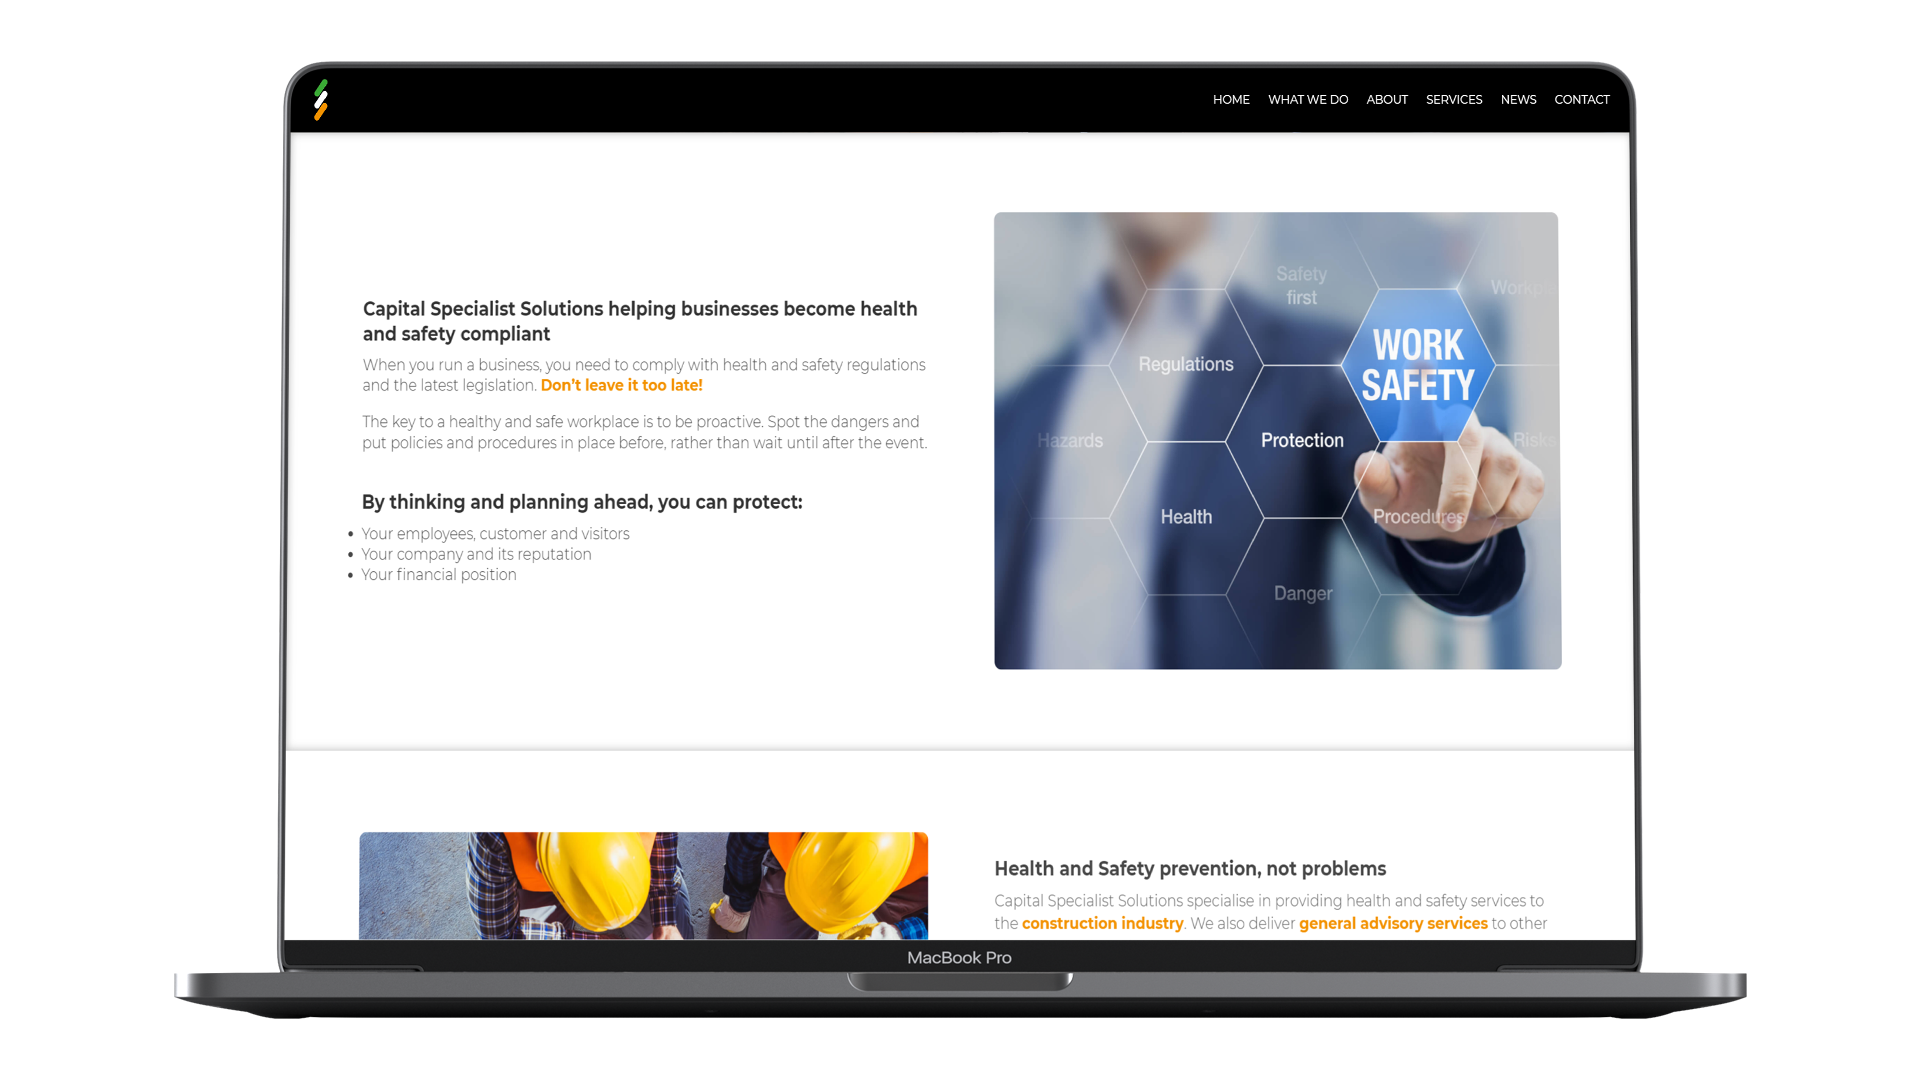 HOME WHAT WE DO ABOUT SERVICES NEWS CONTACT
Capital Specialist Solutions helping businesses become health
and safety compliant
When you run a business, you need to comply with health and safety regulations
and the latest legislation. Don't leave it too late!
The key to a healthy and safe workplace is to be proactive. Spot the dangers and
put policies and procedures in place before, rather than wait until after the event.
By thinking and planning ahead, you can protect:
• Your employees, customer and visitors
• Your company and its reputation
• Your financial position
Safety
first
WORK
SAFETY
Regulations
Hazards
Protection
Risks
Health
Procedures
Danger
Health and Safety prevention, not problems
Capital Specialist Solutions specialise in providing health and safety services to
the construction industry. We also deliver general advisory services to other
MacBook Pro